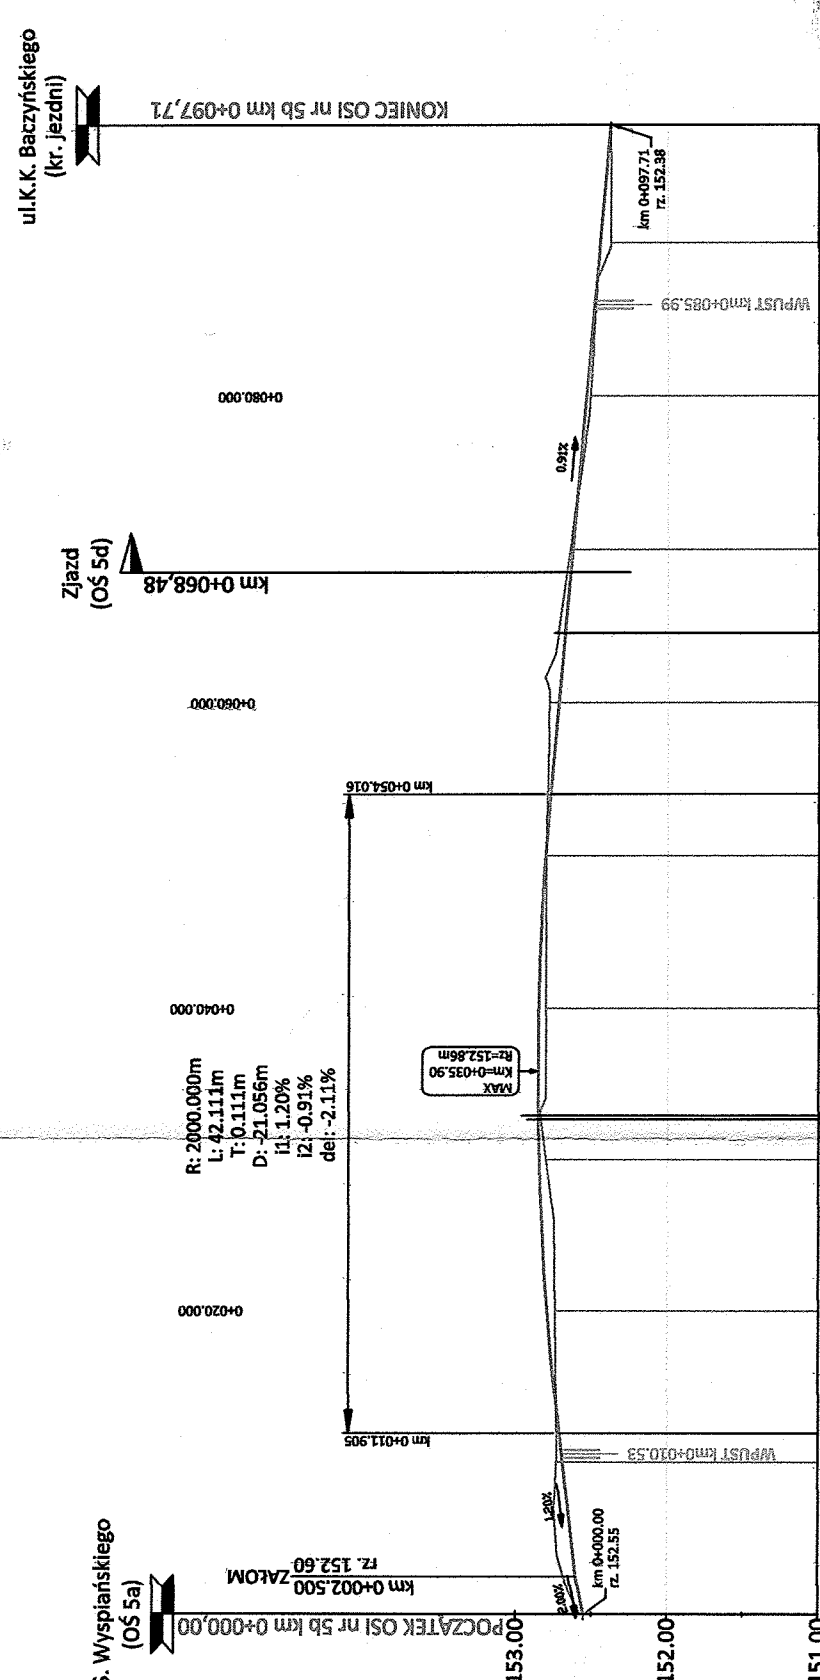 ul.K.K. Baczyńskiego
(kr. jezdni)
KONIEC OSI nr 5b km 0+097,71
km 0+097.71
rz. 152.38
WPUST km0+085.99
0+080.000
0.91%
Zjazd
(OŚ 5d)
km 0+068,48
0+060.000
km 0+054.016
0+040.000
MAX
Km=0+035.90
Rz=152.86m
R: 2000.000m
L: 42.111m
T: 0.111m
D: -21.056m
i1: 1.20%
i2: -0.91%
del: -2.11%
0+020.000
km 0+011.905
WPUST km0+010.53
1.20%
km 0+000.00
rz. 152.55
ZAŁOM
km 0+002.500
rz. 152.60
2.00%
S. Wyspiańskiego
(OŚ 5a)
POCZĄTEK OSI nr 5b km 0+000,00
153.00
152.00
151.00